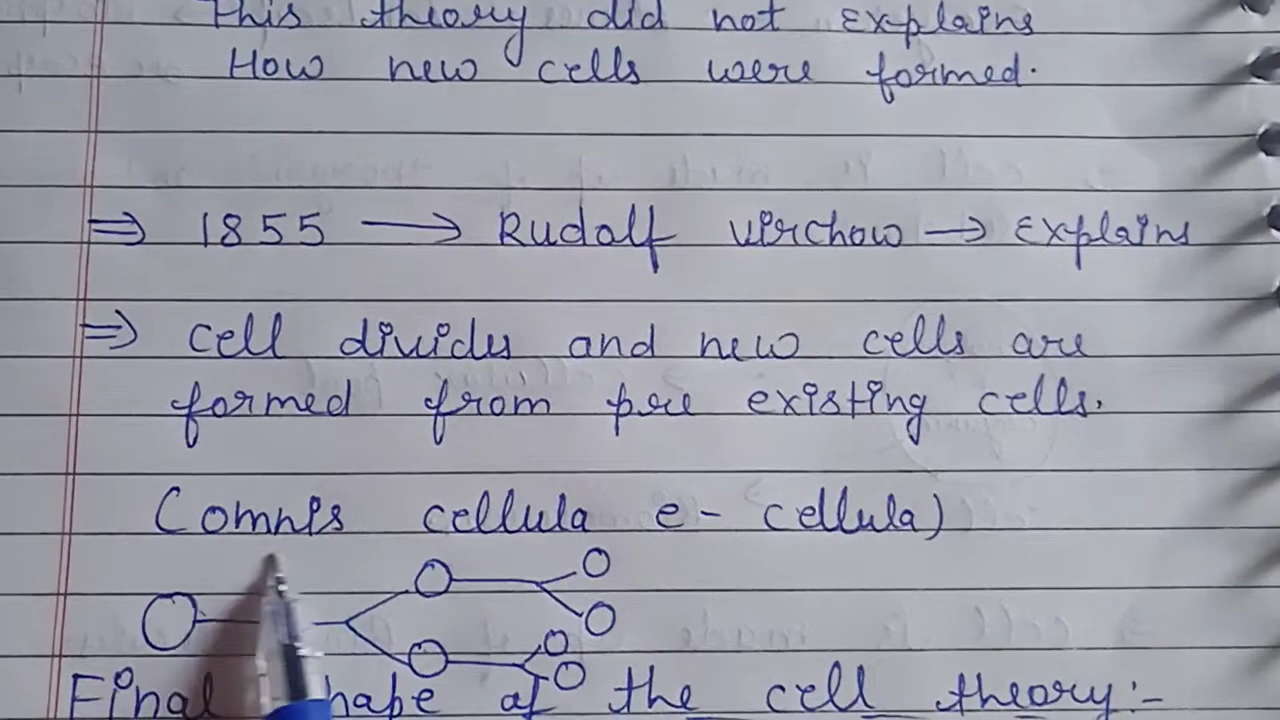 This theory did not explains
How new cells were formed.
⇒ 1855 → Rudolf virchow → explains
⇒ cell divides and new cells are
formed from pre existing cells.
(omnis cellula e- cellula)
Final shape of the cell theory:-